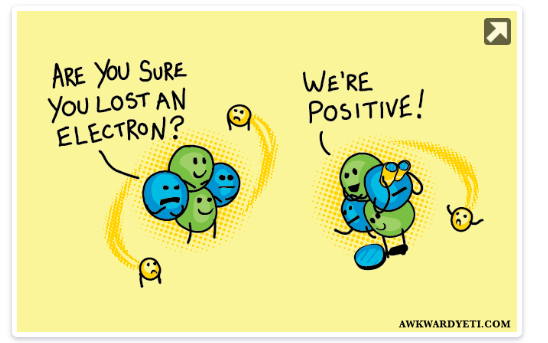 ARE YOU SURE
YOU LOST AN
ELECTRON?
WE'RE
POSITIVE!
AWKWARDYETI.COM